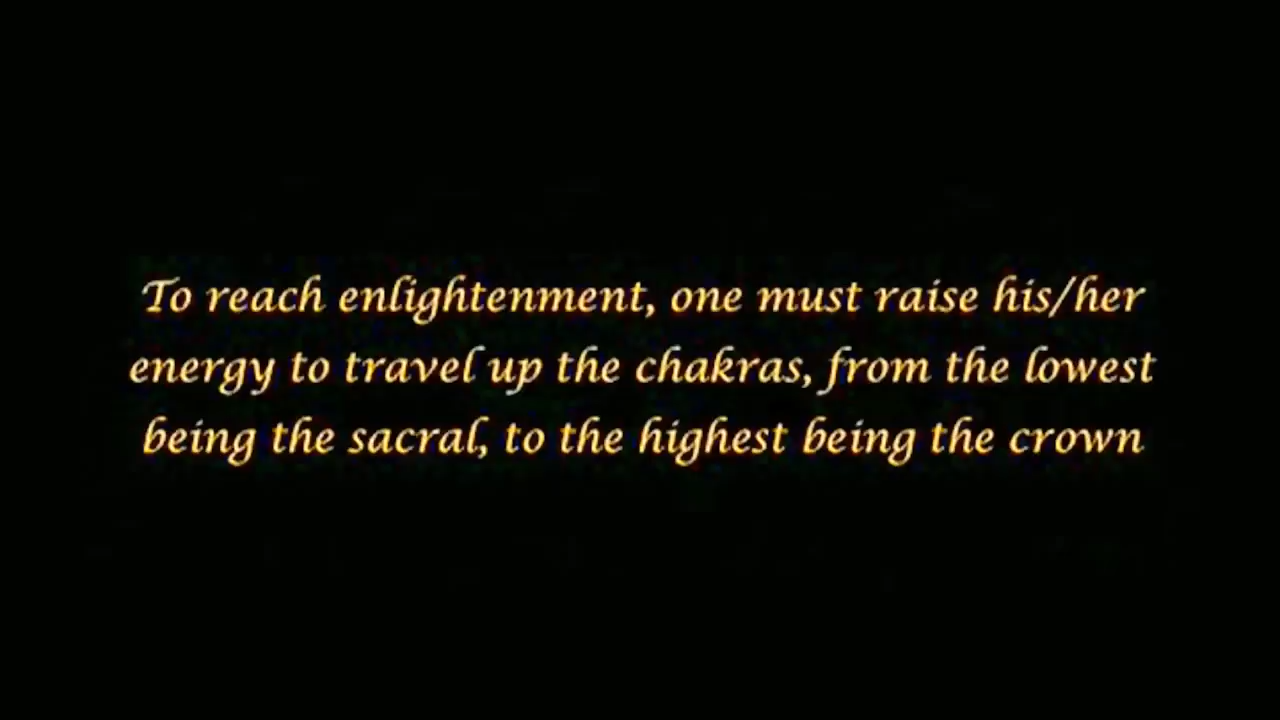 To reach enlightenment, one must raise his/her
energy to travel up the chakras, from the lowest
being the sacral, to the highest being the crown